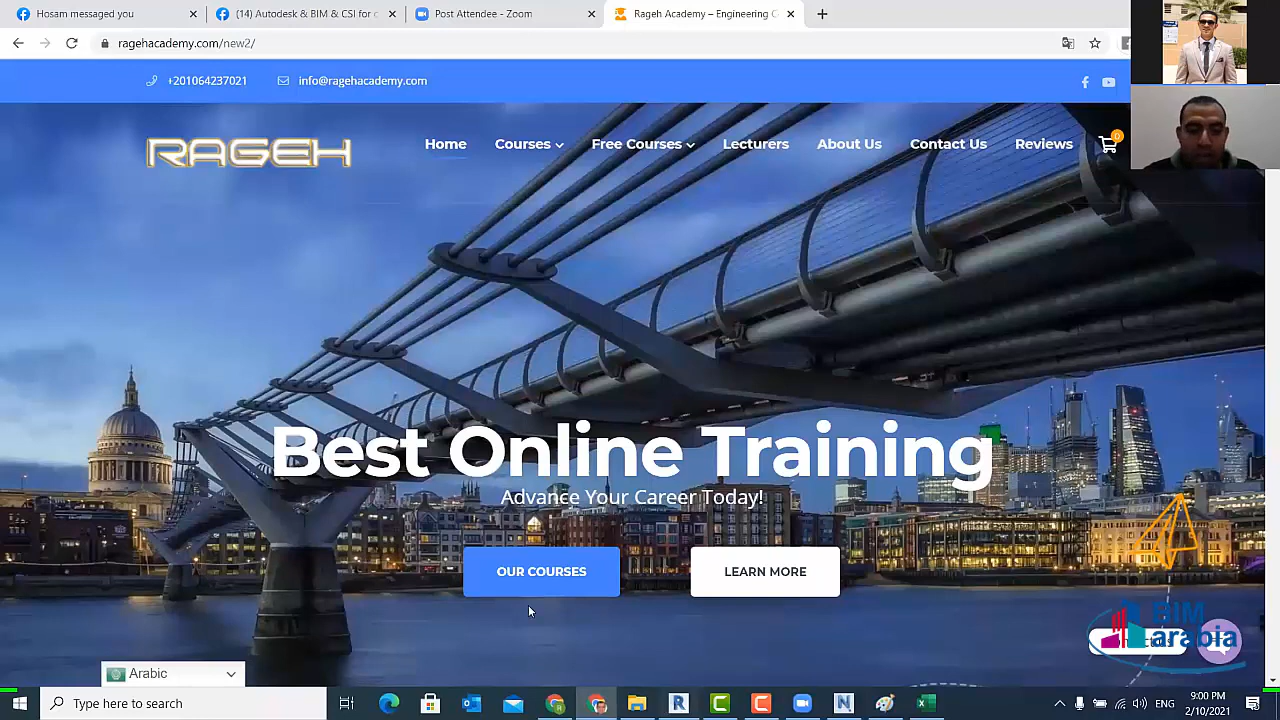 Hosam messaged you
(14) Autodesk & BIM & CSI for c
Post Attendee - Zoom
Rageh Academy – Engineering C
ragehacademy.com/new2/
+201064237021
info@ragehacademy.com
RAGEH
Home
Courses
Free Courses
Lecturers
About Us
Contact Us
Reviews
0
Best Online Training
Advance Your Career Today!
OUR COURSES
LEARN MORE
BIM
arabia
Arabic
Type here to search
ENG
9:00 PM
2/10/2021